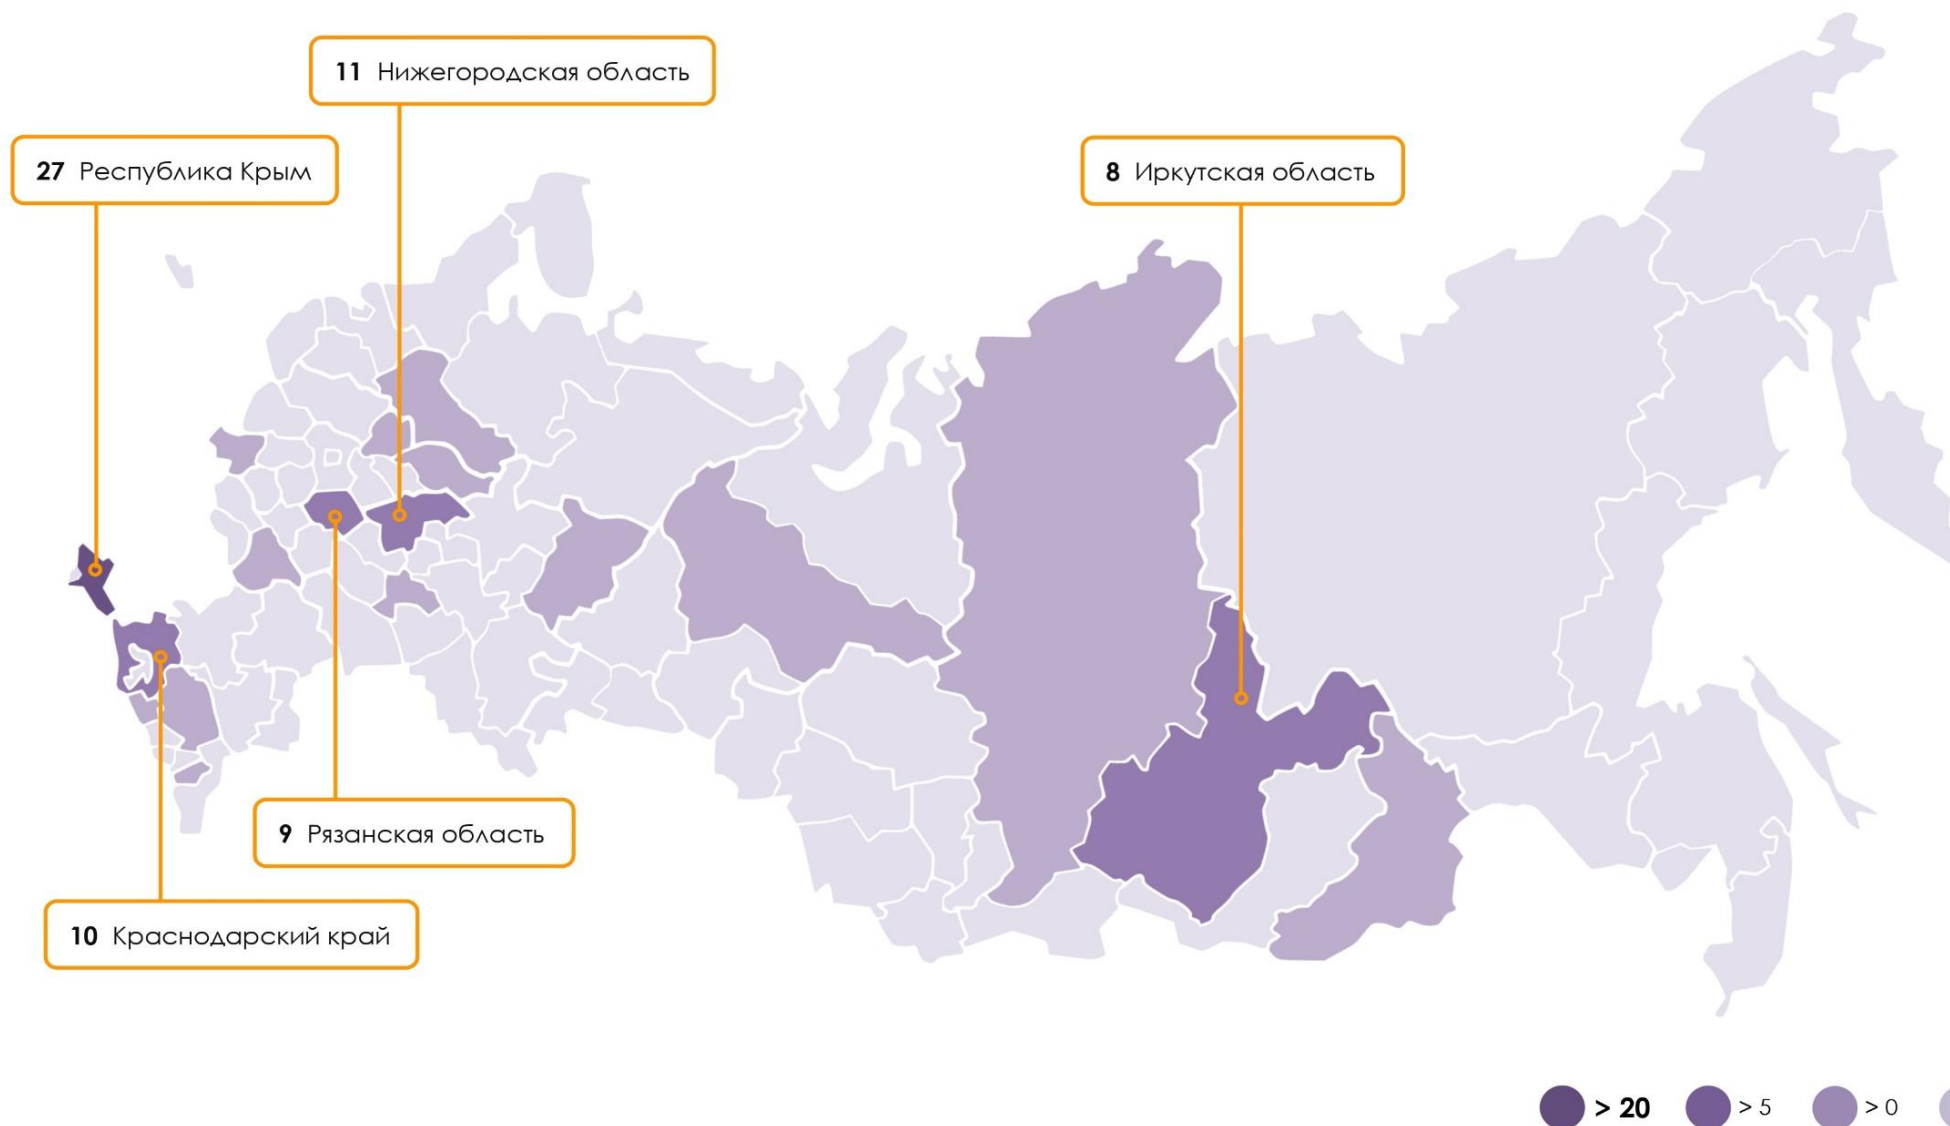 11 Нижегородская область
27 Республика Крым
8 Иркутская область
9 Рязанская область
10 Краснодарский край
> 20 > 5 > 0